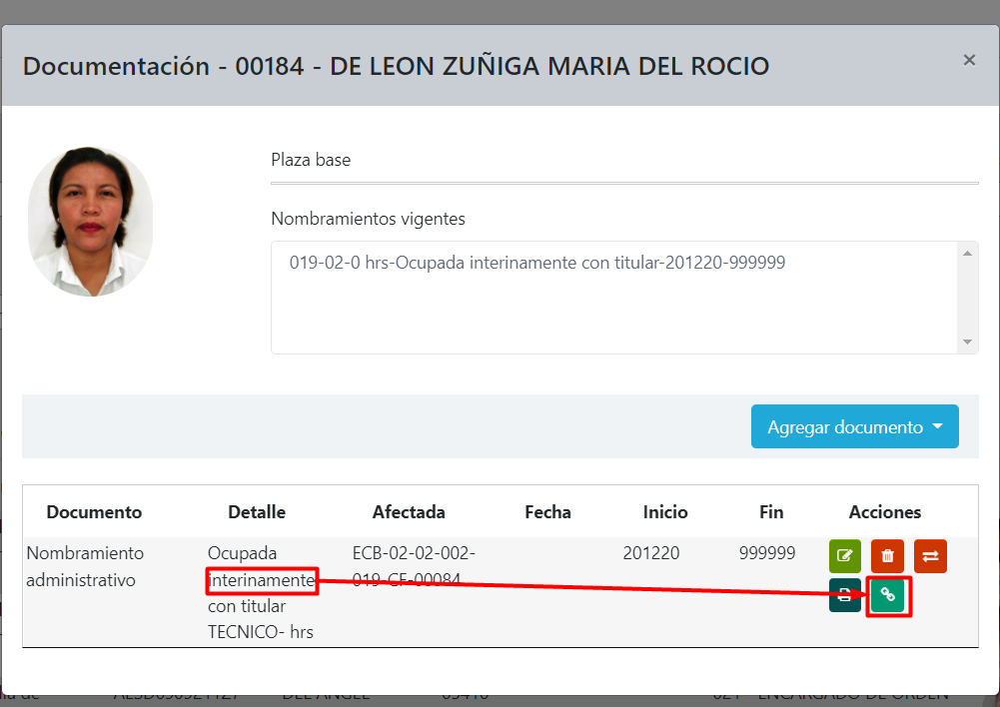 Documentación - 00184 - DE LEON ZUÑIGA MARIA DEL ROCIO ×
Plaza base
Nombramientos vigentes
019-02-0 hrs-Ocupada interinamente con titular-201220-999999
Agregar documento
Documento Detalle Afectada Fecha Inicio Fin Acciones
Nombramiento Ocupada ECB-02-02-002- 201220 999999
administrativo interinamente 019-CF-00084
con titular
TECNICO- hrs